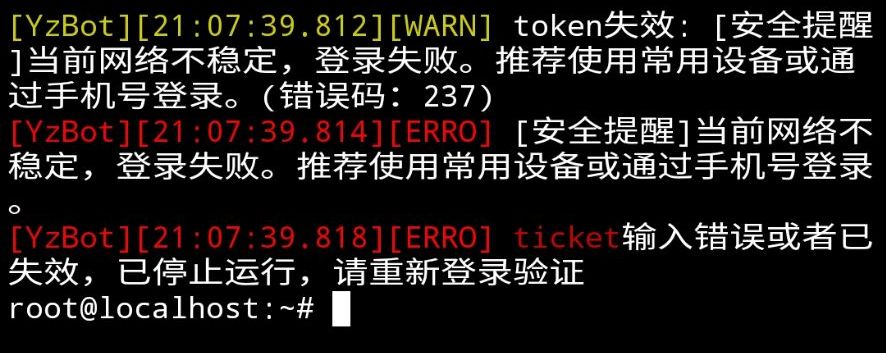 [YzBot][21:07:39.812][WARN] token失效: [安全提醒
]当前网络不稳定，登录失败。推荐使用常用设备或通
过手机号登录。(错误码: 237)
[YzBot][21:07:39.814][ERRO] [安全提醒]当前网络不
稳定，登录失败。推荐使用常用设备或通过手机号登录
。
[YzBot][21:07:39.818][ERRO] ticket输入错误或者已
失效，已停止运行，请重新登录验证
root@localhost:~#